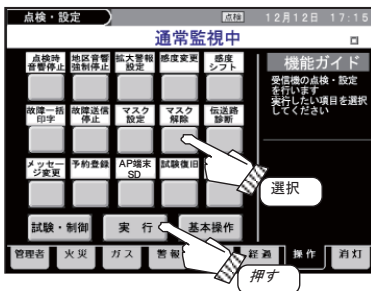 点検・設定 点検 12月12日 17:15
通常監視中
機能ガイド
受信機の点検・設定
を行います
実行したい項目を選択
してください
点検時
音響停止
地区音響
強制停止
拡大警報
設定
感度変更
感度
シフト
故障一括
印字
故障送信
停止
マスク
設定
マスク
解除
伝送路
診断
メッセー
ジ変更
予約登録
AP端末
SD
試験復旧
選択
試験・制御 実 行 基本操作
管理者 火災 ガス 警報 経過 操作 消灯
押す